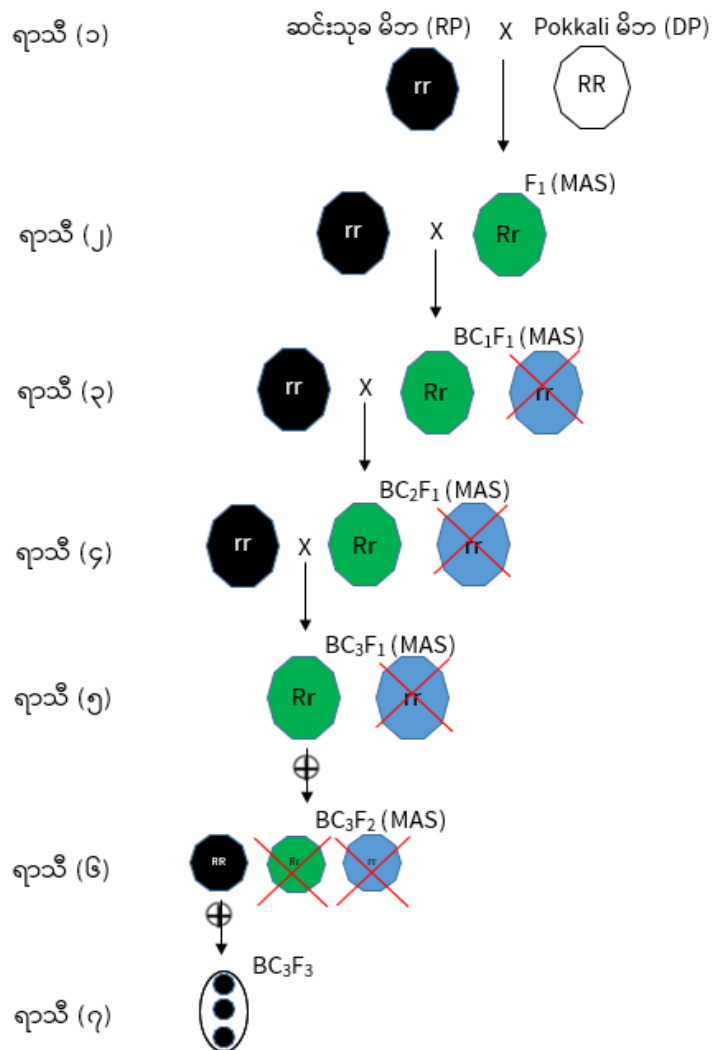 ရာသီ (၁) ဆင်းသုခ မိဘ (RP) X Pokkali မိဘ (DP)
rr RR
F₁ (MAS)
ရာသီ (၂) rr X Rr
BC₁F₁ (MAS)
ရာသီ (၃) rr X Rr rr
BC₂F₁ (MAS)
ရာသီ (၄) rr X Rr rr
BC₃F₁ (MAS)
ရာသီ (၅) Rr rr
BC₃F₂ (MAS)
ရာသီ (၆) RR Rr rr
BC₃F₃
ရာသီ (၇)